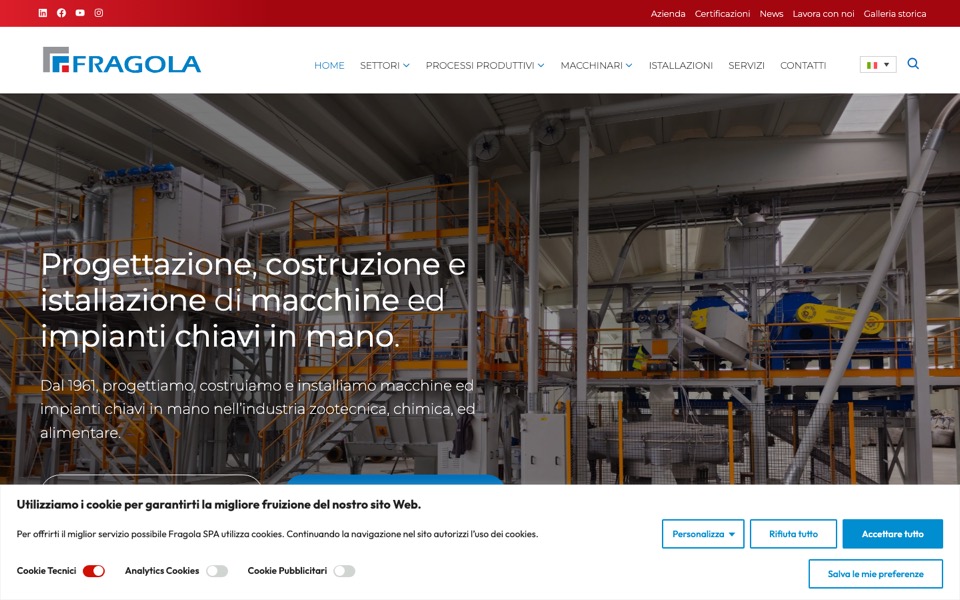 Azienda Certificazioni News Lavora con noi Galleria storica
FRAGOLA
HOME SETTORI PROCESSI PRODUTTIVI MACCHINARI ISTALLAZIONI SERVIZI CONTATTI
Progettazione, costruzione e
istallazione di macchine ed
impianti chiavi in mano.
Dal 1961, progettiamo, costruiamo e installiamo macchine ed
impianti chiavi in mano nell'industria zootecnica, chimica, ed
alimentare.
Utilizziamo i cookie per garantirti la migliore fruizione del nostro sito Web.
Per offrirti il miglior servizio possibile Fragola SPA utilizza cookies. Continuando la navigazione nel sito autorizzi l'uso dei cookies.
Personalizza Rifiuta tutto Accettare tutto
Cookie Tecnici Analytics Cookies Cookie Pubblicitari
Salva le mie preferenze